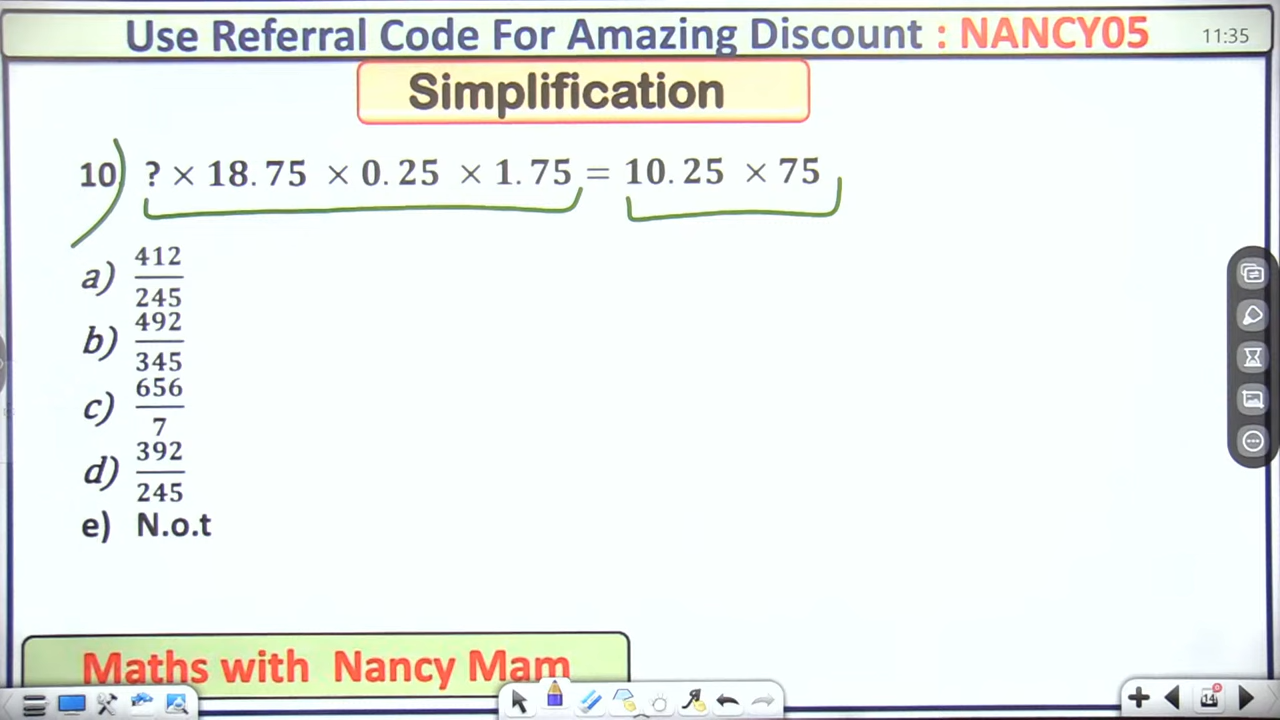 Use Referral Code For Amazing Discount : NANCY05
11:35
Simplification
10) ? × 18.75 × 0.25 × 1.75 = 10.25 × 75
a) 412/245
b) 492/345
c) 656/7
d) 392/245
e) N.o.t
Maths with Nancy Mam
14